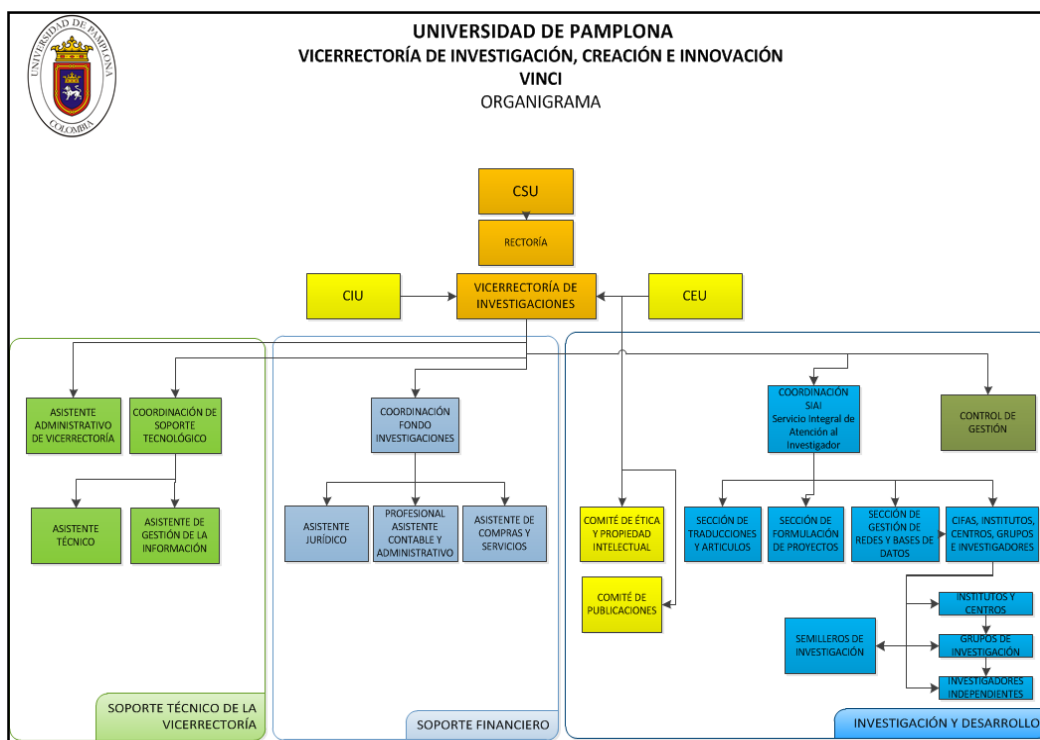 UNIVERSIDAD DE PAMPLONA
COLOMBIA
UNIVERSIDAD DE PAMPLONA
VICERRECTORÍA DE INVESTIGACIÓN, CREACIÓN E INNOVACIÓN
VINCI
ORGANIGRAMA
CSU
RECTORÍA
CIU
VICERRECTORÍA DE
INVESTIGACIONES
CEU
ASISTENTE
ADMINISTRATIVO
DE VICERRECTORÍA
COORDINACIÓN DE
SOPORTE
TECNOLÓGICO
COORDINACIÓN
FONDO
INVESTIGACIONES
COORDINACIÓN
SIAI
Servicio Integral de
Atención al
Investigador
CONTROL DE
GESTIÓN
ASISTENTE
TÉCNICO
ASISTENTE DE
GESTIÓN DE LA
INFORMACIÓN
ASISTENTE
JURÍDICO
PROFESIONAL
ASISTENTE
CONTABLE Y
ADMINISTRATIVO
ASISTENTE DE
COMPRAS Y
SERVICIOS
COMITÉ DE ÉTICA
Y PROPIEDAD
INTELECTUAL
SECCIÓN DE
TRADUCCIONES
Y ARTICULOS
SECCIÓN DE
FORMULACIÓN
DE PROYECTOS
SECCIÓN DE
GESTIÓN DE
REDES Y BASES DE
DATOS
CIFAS, INSTITUTOS,
CENTROS, GRUPOS
E INVESTIGADORES
COMITÉ DE
PUBLICACIONES
INSTITUTOS Y
CENTROS
SEMILLEROS DE
INVESTIGACIÓN
GRUPOS DE
INVESTIGACIÓN
INVESTIGADORES
INDEPENDIENTES
SOPORTE TÉCNICO DE LA
VICERRECTORÍA
SOPORTE FINANCIERO
INVESTIGACIÓN Y DESARROLLO